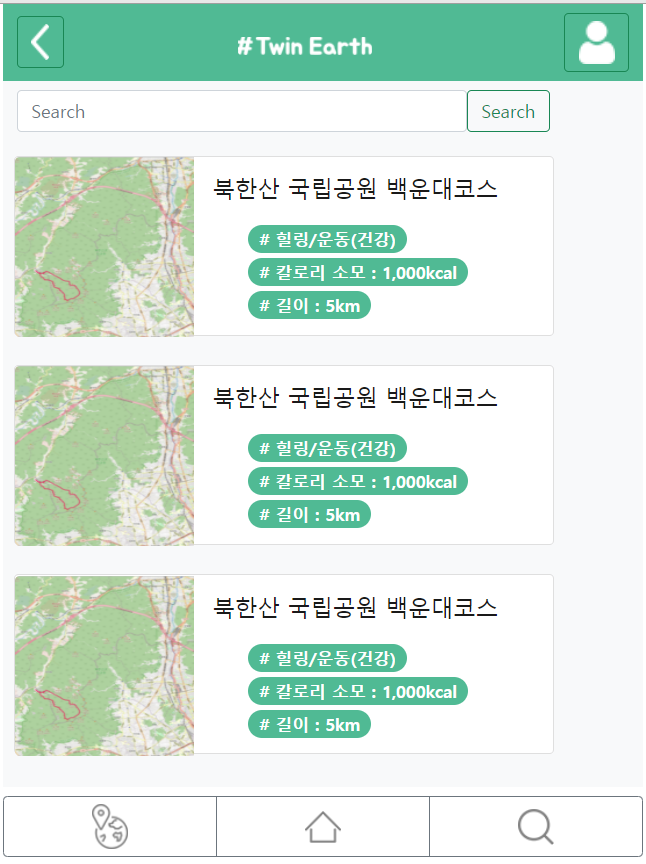 #Twin Earth
Search Search
북한산 국립공원 백운대코스
# 힐링/운동(건강)
# 칼로리 소모 : 1,000kcal
# 길이 : 5km
북한산 국립공원 백운대코스
# 힐링/운동(건강)
# 칼로리 소모 : 1,000kcal
# 길이 : 5km
북한산 국립공원 백운대코스
# 힐링/운동(건강)
# 칼로리 소모 : 1,000kcal
# 길이 : 5km